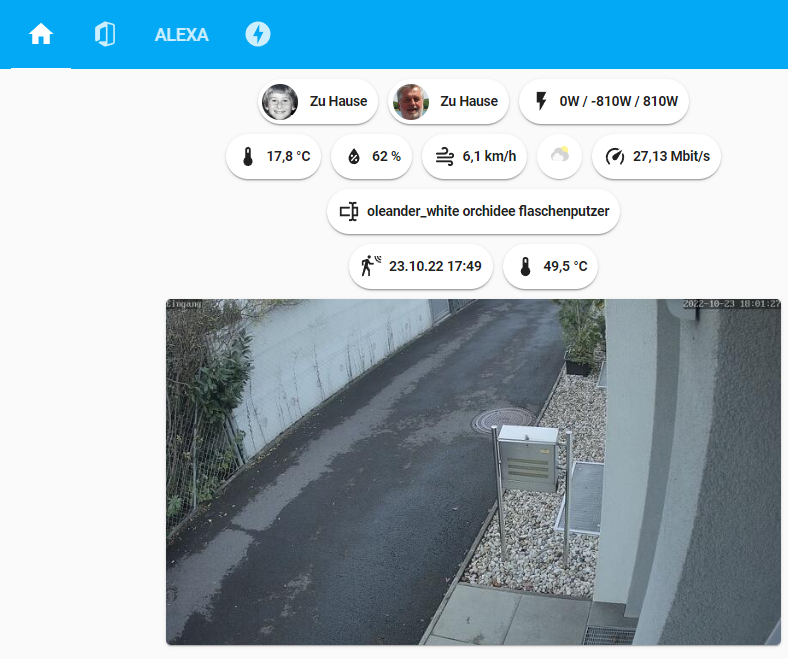 ALEXA
Zu Hause
Zu Hause
0W / -810W / 810W
17,8 °C
62 %
6,1 km/h
27,13 Mbit/s
oleander_white orchidee flaschenputzer
23.10.22 17:49
49,5 °C
Eingang
2022-10-23 18:01:27